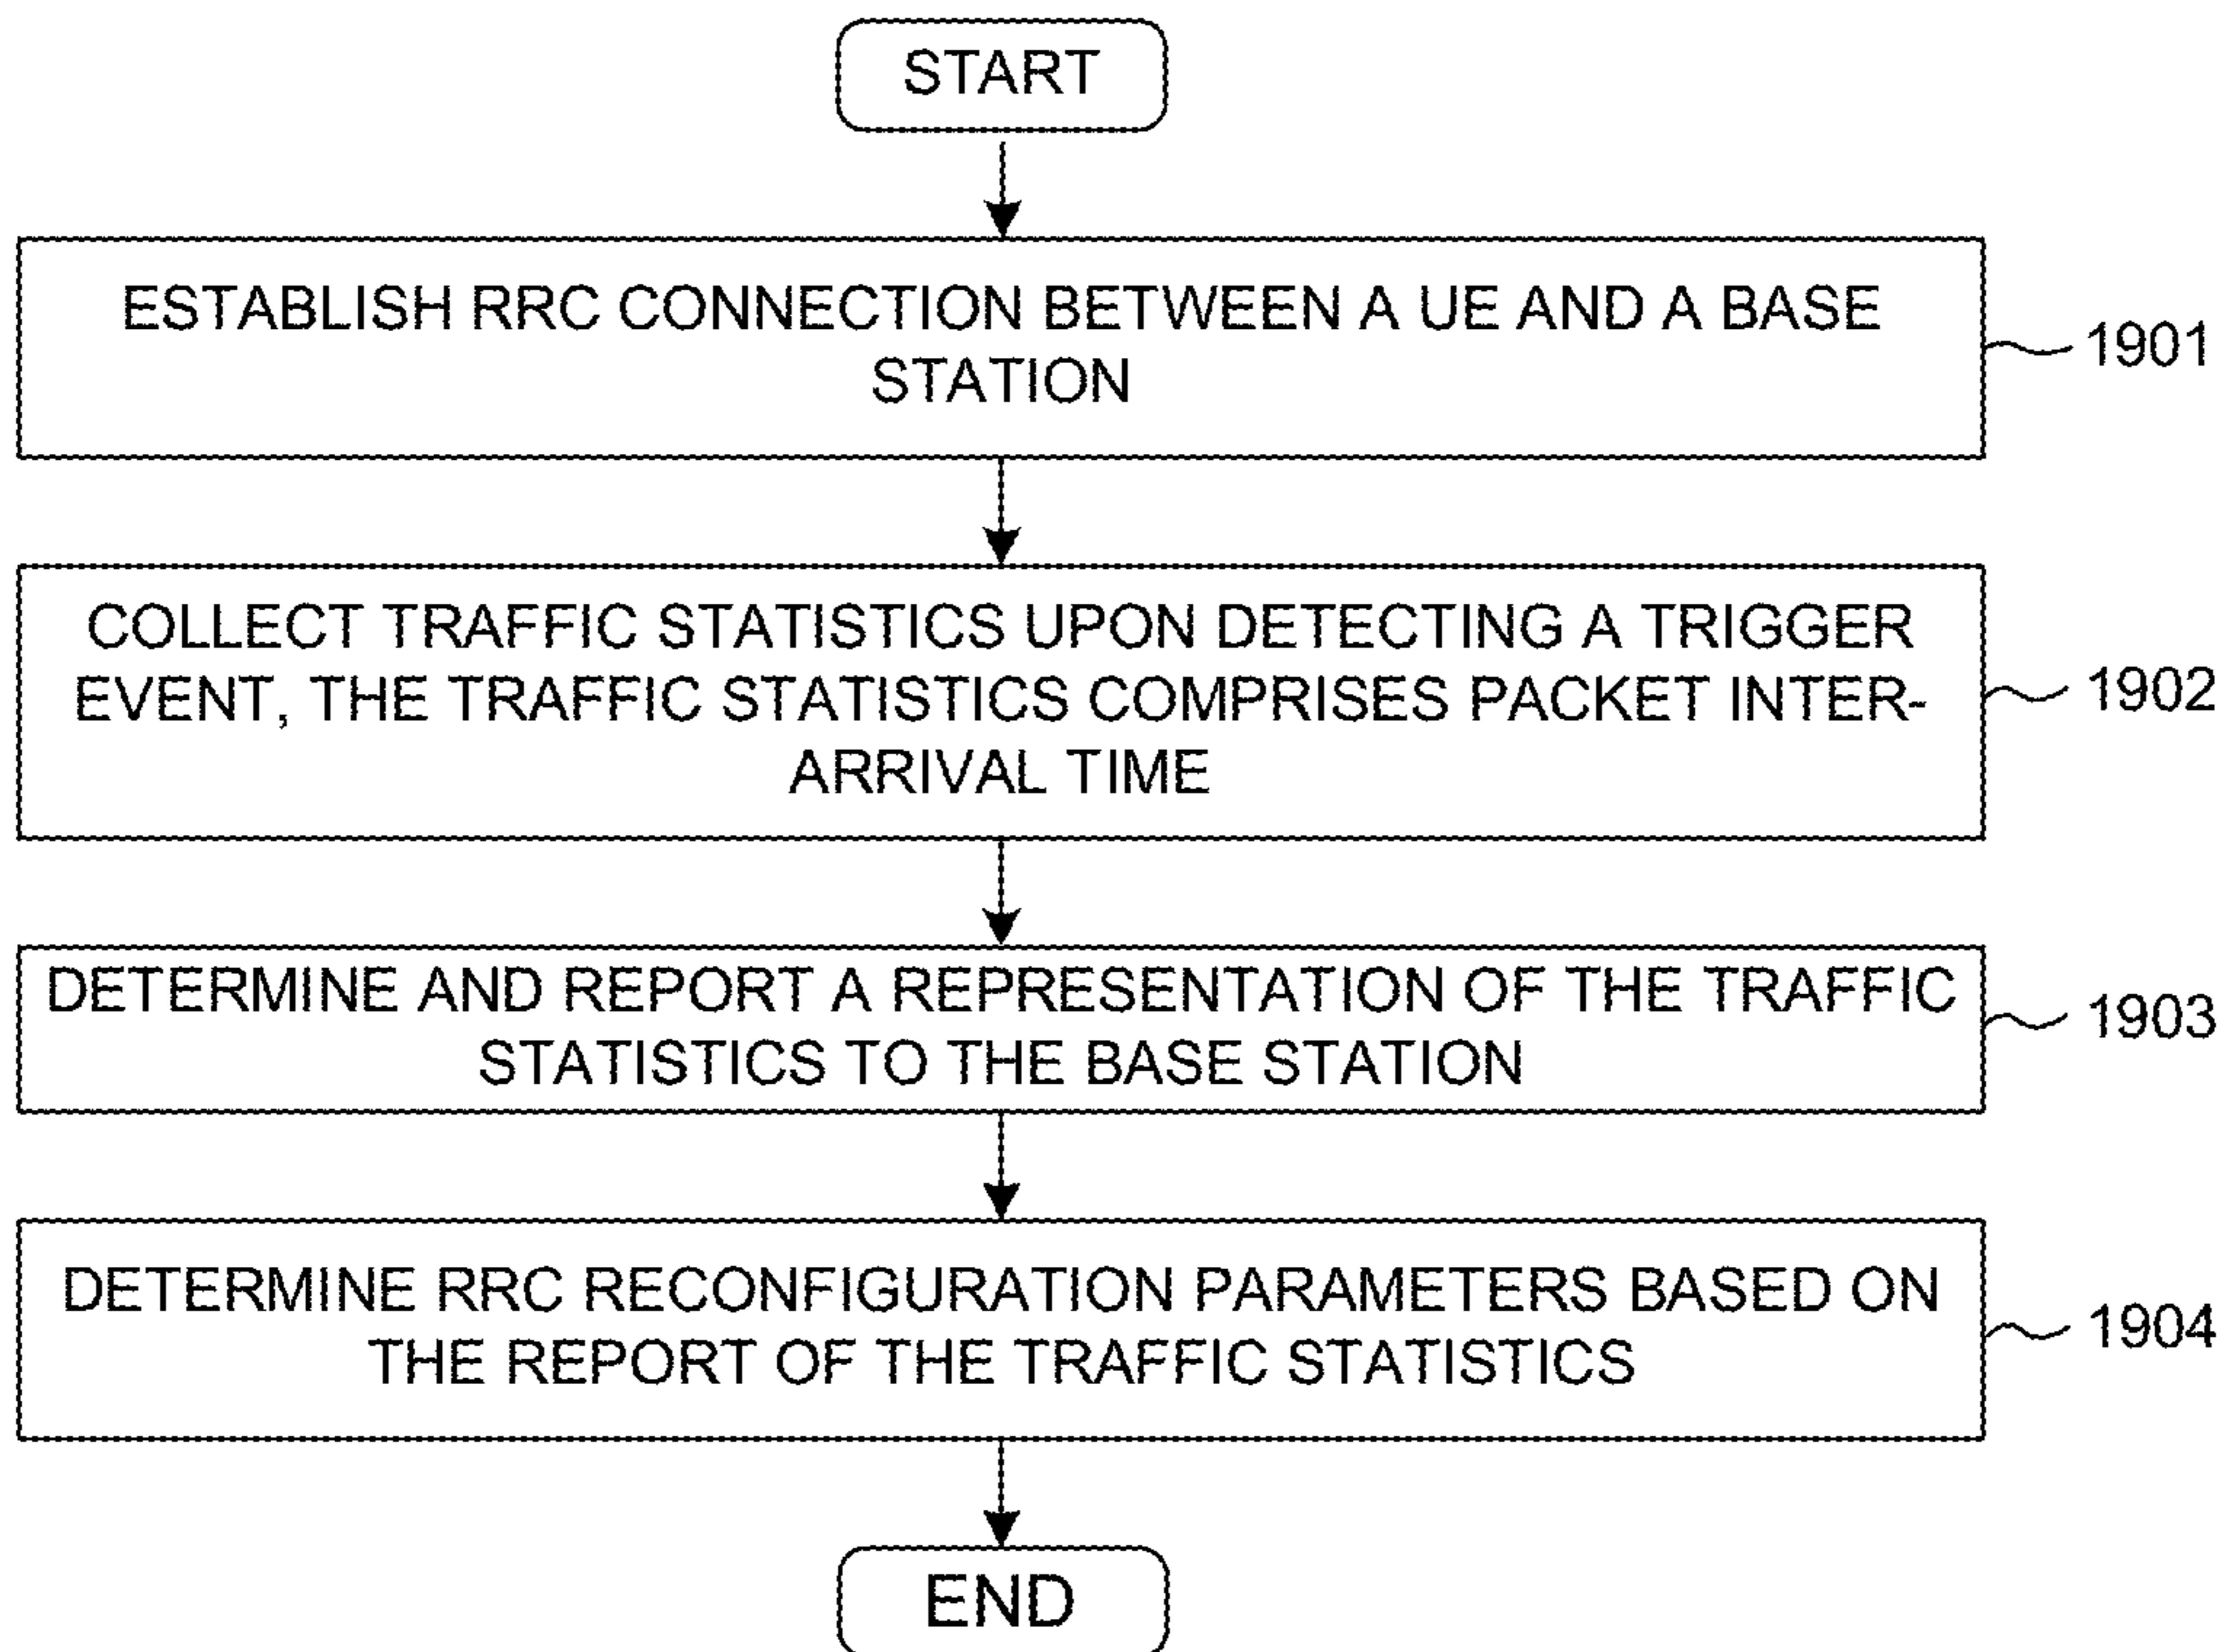 START
ESTABLISH RRC CONNECTION BETWEEN A UE AND A BASE
STATION
1901
COLLECT TRAFFIC STATISTICS UPON DETECTING A TRIGGER
EVENT, THE TRAFFIC STATISTICS COMPRISES PACKET INTER-
ARRIVAL TIME
1902
DETERMINE AND REPORT A REPRESENTATION OF THE TRAFFIC
STATISTICS TO THE BASE STATION
1903
DETERMINE RRC RECONFIGURATION PARAMETERS BASED ON
THE REPORT OF THE TRAFFIC STATISTICS
1904
END